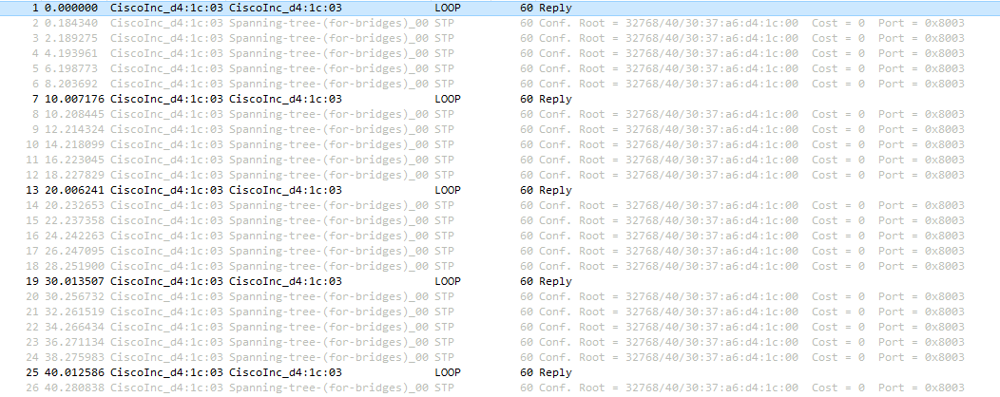 1 0.000000 CiscoInc_d4:1c:03 CiscoInc_d4:1c:03 LOOP 60 Reply
2 0.184340 CiscoInc_d4:1c:03 Spanning-tree-(for-bridges)_00 STP 60 Conf. Root = 32768/40/30:37:a6:d4:1c:00 Cost = 0 Port = 0x8003
3 2.189275 CiscoInc_d4:1c:03 Spanning-tree-(for-bridges)_00 STP 60 Conf. Root = 32768/40/30:37:a6:d4:1c:00 Cost = 0 Port = 0x8003
4 4.193961 CiscoInc_d4:1c:03 Spanning-tree-(for-bridges)_00 STP 60 Conf. Root = 32768/40/30:37:a6:d4:1c:00 Cost = 0 Port = 0x8003
5 6.198773 CiscoInc_d4:1c:03 Spanning-tree-(for-bridges)_00 STP 60 Conf. Root = 32768/40/30:37:a6:d4:1c:00 Cost = 0 Port = 0x8003
6 8.203692 CiscoInc_d4:1c:03 Spanning-tree-(for-bridges)_00 STP 60 Conf. Root = 32768/40/30:37:a6:d4:1c:00 Cost = 0 Port = 0x8003
7 10.007176 CiscoInc_d4:1c:03 CiscoInc_d4:1c:03 LOOP 60 Reply
8 10.208445 CiscoInc_d4:1c:03 Spanning-tree-(for-bridges)_00 STP 60 Conf. Root = 32768/40/30:37:a6:d4:1c:00 Cost = 0 Port = 0x8003
9 12.214324 CiscoInc_d4:1c:03 Spanning-tree-(for-bridges)_00 STP 60 Conf. Root = 32768/40/30:37:a6:d4:1c:00 Cost = 0 Port = 0x8003
10 14.218099 CiscoInc_d4:1c:03 Spanning-tree-(for-bridges)_00 STP 60 Conf. Root = 32768/40/30:37:a6:d4:1c:00 Cost = 0 Port = 0x8003
11 16.223045 CiscoInc_d4:1c:03 Spanning-tree-(for-bridges)_00 STP 60 Conf. Root = 32768/40/30:37:a6:d4:1c:00 Cost = 0 Port = 0x8003
12 18.227829 CiscoInc_d4:1c:03 Spanning-tree-(for-bridges)_00 STP 60 Conf. Root = 32768/40/30:37:a6:d4:1c:00 Cost = 0 Port = 0x8003
13 20.006241 CiscoInc_d4:1c:03 CiscoInc_d4:1c:03 LOOP 60 Reply
14 20.232653 CiscoInc_d4:1c:03 Spanning-tree-(for-bridges)_00 STP 60 Conf. Root = 32768/40/30:37:a6:d4:1c:00 Cost = 0 Port = 0x8003
15 22.237358 CiscoInc_d4:1c:03 Spanning-tree-(for-bridges)_00 STP 60 Conf. Root = 32768/40/30:37:a6:d4:1c:00 Cost = 0 Port = 0x8003
16 24.242263 CiscoInc_d4:1c:03 Spanning-tree-(for-bridges)_00 STP 60 Conf. Root = 32768/40/30:37:a6:d4:1c:00 Cost = 0 Port = 0x8003
17 26.247095 CiscoInc_d4:1c:03 Spanning-tree-(for-bridges)_00 STP 60 Conf. Root = 32768/40/30:37:a6:d4:1c:00 Cost = 0 Port = 0x8003
18 28.251900 CiscoInc_d4:1c:03 Spanning-tree-(for-bridges)_00 STP 60 Conf. Root = 32768/40/30:37:a6:d4:1c:00 Cost = 0 Port = 0x8003
19 30.013507 CiscoInc_d4:1c:03 CiscoInc_d4:1c:03 LOOP 60 Reply
20 30.256732 CiscoInc_d4:1c:03 Spanning-tree-(for-bridges)_00 STP 60 Conf. Root = 32768/40/30:37:a6:d4:1c:00 Cost = 0 Port = 0x8003
21 32.261519 CiscoInc_d4:1c:03 Spanning-tree-(for-bridges)_00 STP 60 Conf. Root = 32768/40/30:37:a6:d4:1c:00 Cost = 0 Port = 0x8003
22 34.266434 CiscoInc_d4:1c:03 Spanning-tree-(for-bridges)_00 STP 60 Conf. Root = 32768/40/30:37:a6:d4:1c:00 Cost = 0 Port = 0x8003
23 36.271134 CiscoInc_d4:1c:03 Spanning-tree-(for-bridges)_00 STP 60 Conf. Root = 32768/40/30:37:a6:d4:1c:00 Cost = 0 Port = 0x8003
24 38.275983 CiscoInc_d4:1c:03 Spanning-tree-(for-bridges)_00 STP 60 Conf. Root = 32768/40/30:37:a6:d4:1c:00 Cost = 0 Port = 0x8003
25 40.012586 CiscoInc_d4:1c:03 CiscoInc_d4:1c:03 LOOP 60 Reply
26 40.280838 CiscoInc_d4:1c:03 Spanning-tree-(for-bridges)_00 STP 60 Conf. Root = 32768/40/30:37:a6:d4:1c:00 Cost = 0 Port = 0x8003